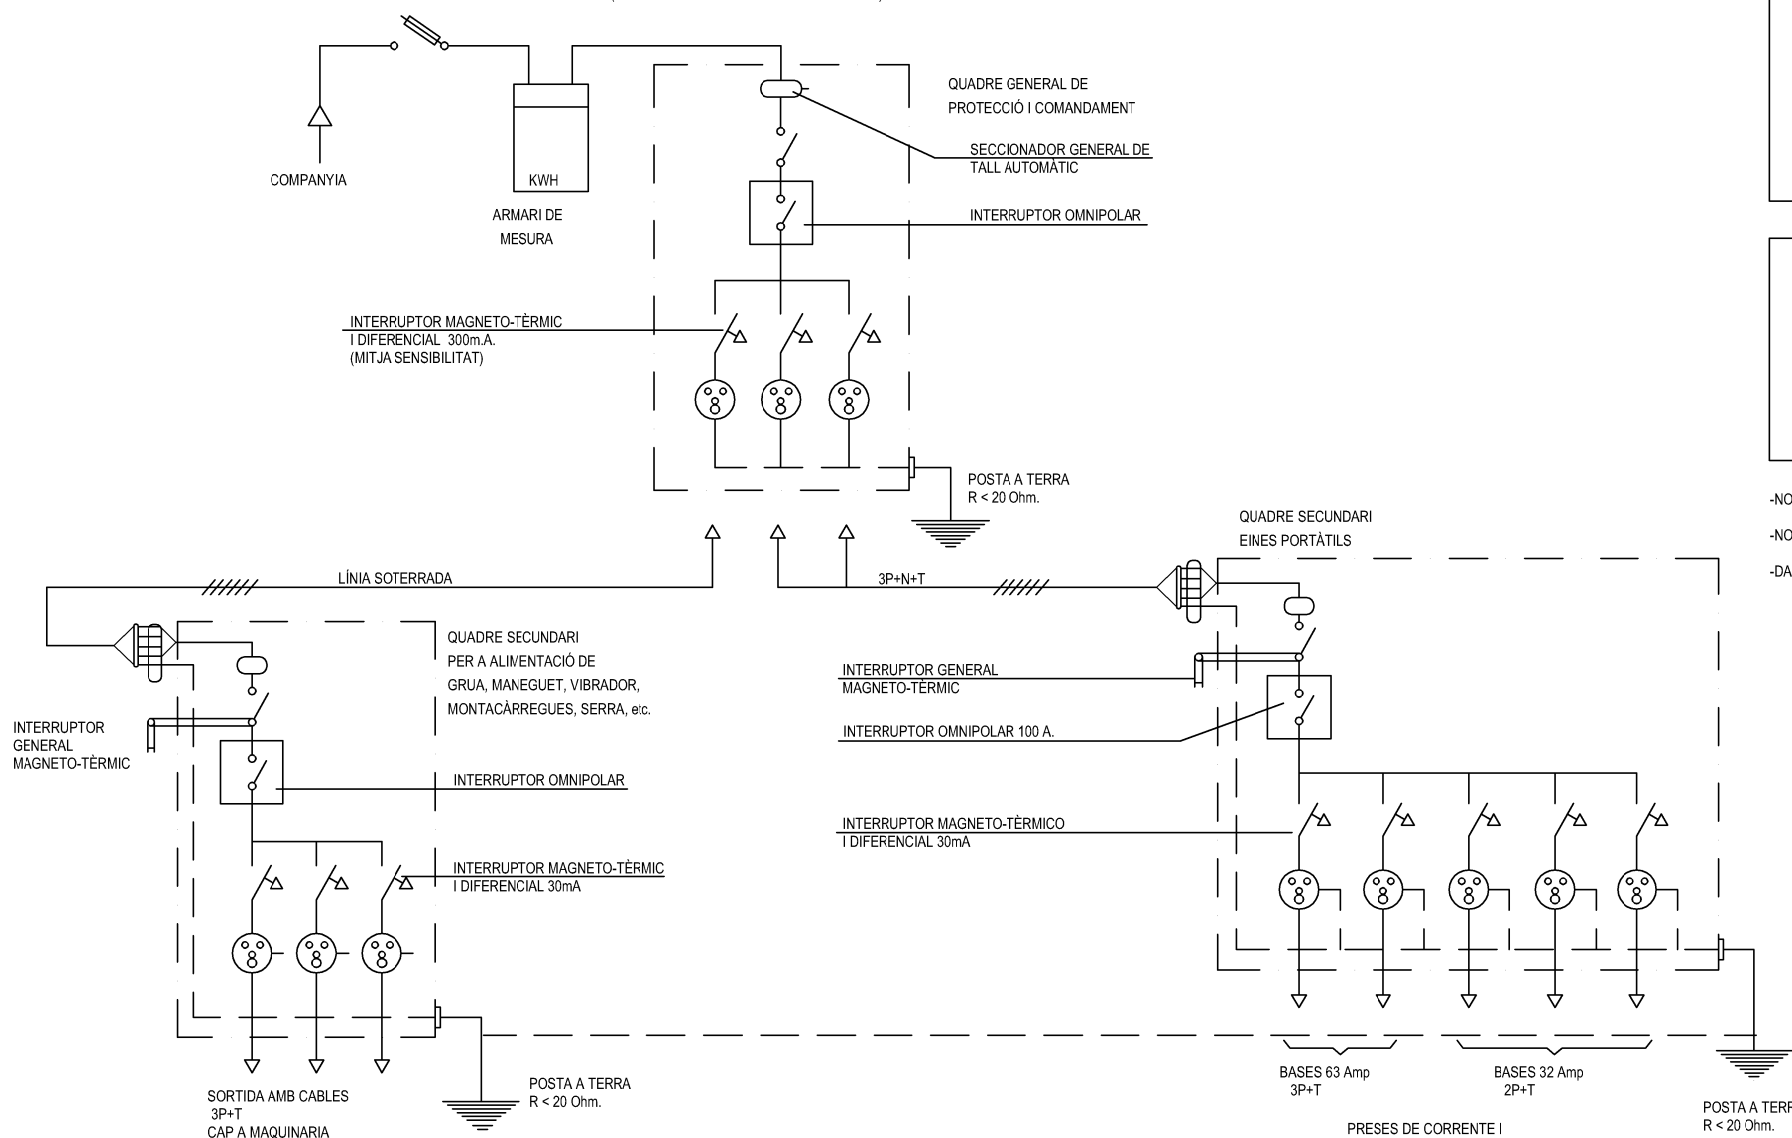 COMPANYIA
KWH
ARMARI DE
MESURA
QUADRE GENERAL DE
PROTECCIÓ I COMANDAMENT
SECCIONADOR GENERAL DE
TALL AUTOMÀTIC
INTERRUPTOR OMNIPOLAR
INTERRUPTOR MAGNETO-TÈRMIC
I DIFERENCIAL 300m.A.
(MITJA SENSIBILITAT)
POSTA A TERRA
R < 20 Ohm.
QUADRE SECUNDARI
EINES PORTÀTILS
-NO
-NO
-DA
LÍNIA SOTERRADA
3P+N+T
QUADRE SECUNDARI
PER A ALIMENTACIÓ DE
GRUA, MANEGUET, VIBRADOR,
MONTACÀRREGUES, SERRA, etc.
INTERRUPTOR
GENERAL
MAGNETO-TÈRMIC
INTERRUPTOR OMNIPOLAR
INTERRUPTOR MAGNETO-TÈRMIC
I DIFERENCIAL 30mA
INTERRUPTOR GENERAL
MAGNETO-TÈRMIC
INTERRUPTOR OMNIPOLAR 100 A.
INTERRUPTOR MAGNETO-TÈRMICO
I DIFERENCIAL 30mA
SORTIDA AMB CABLES
3P+T
CAP A MAQUINARIA
POSTA A TERRA
R < 20 Ohm.
BASES 63 Amp
3P+T
BASES 32 Amp
2P+T
PRESES DE CORRENTE I
POSTA A TERR
R < 20 Ohm.